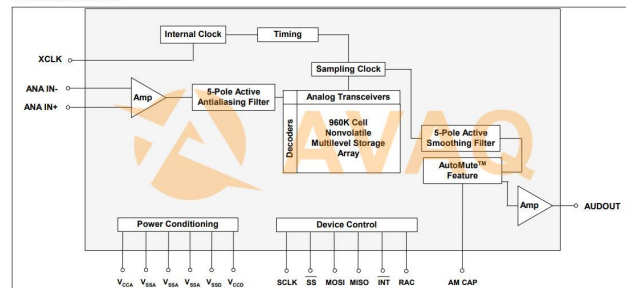 Internal Clock
Timing
XCLK
Sampling Clock
ANA IN-
ANA IN+
Amp
5-Pole Active
Antialiasing Filter
Decoders
Analog Transceivers
960K Cell
Nonvolatile
Multilevel Storage
Array
5-Pole Active
Smoothing Filter
AutoMute™
Feature
Amp
AUDOUT
AVAQ
Power Conditioning
Device Control
VCCA VSSA VSSA VSSA VSSD VCCD
SCLK SS MOSI MISO INT RAC
AM CAP